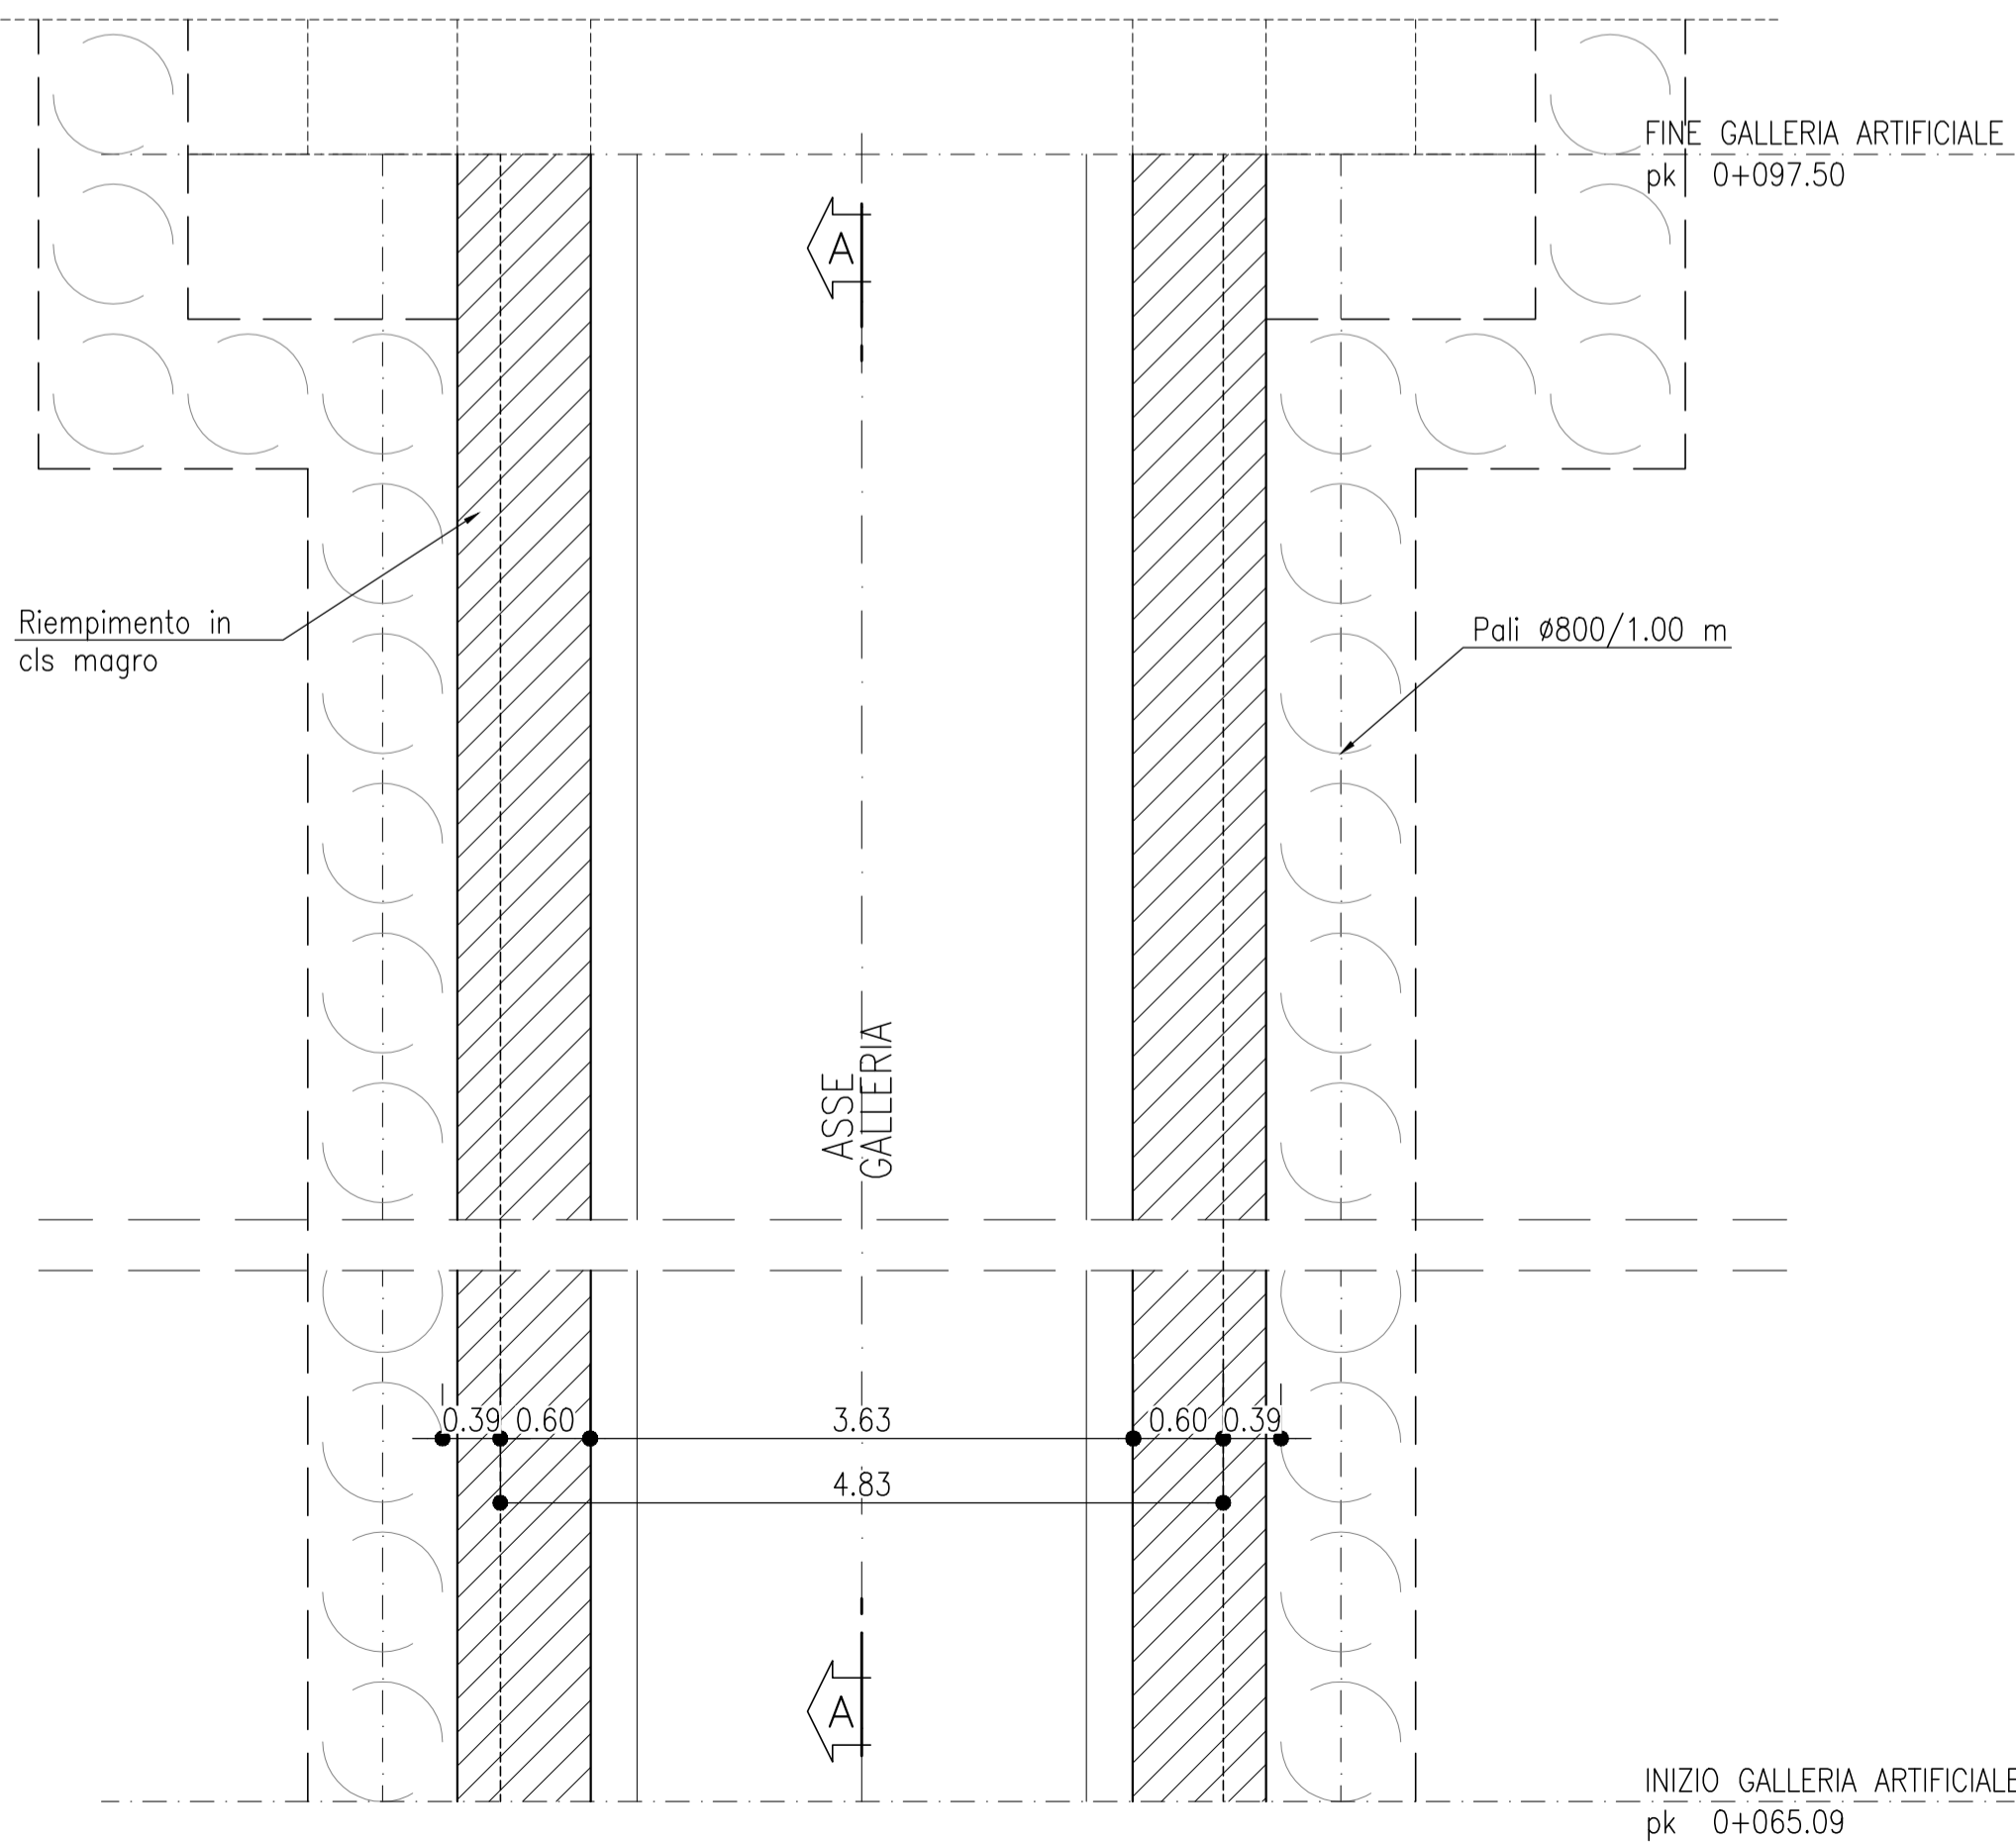 FINE GALLERIA ARTIFICIALE
pk 0+097.50
A
Riempimento in
cls magro
Pali ø800/1.00 m
ASSE
GALLERIA
0.39 0.60 3.63 0.60 0.39
4.83
A
INIZIO GALLERIA ARTIFICIALE
pk 0+065.09